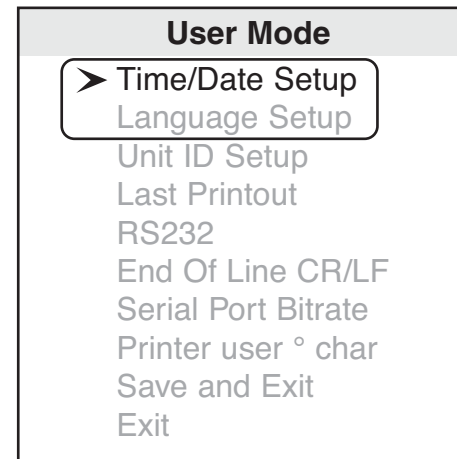 User Mode
➤ Time/Date Setup
Language Setup
Unit ID Setup
Last Printout
RS232
End Of Line CR/LF
Serial Port Bitrate
Printer user ° char
Save and Exit
Exit